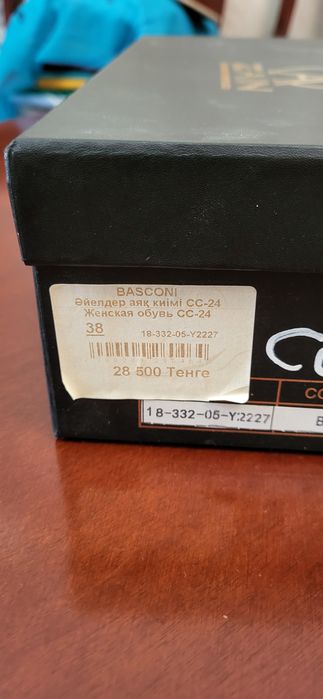 BASCONI
Әйелдер аяқ киімі СС-24
Женская обувь СС-24
38 18-332-05-Y2227
28 500 Тенге
18-332-05-Y2227